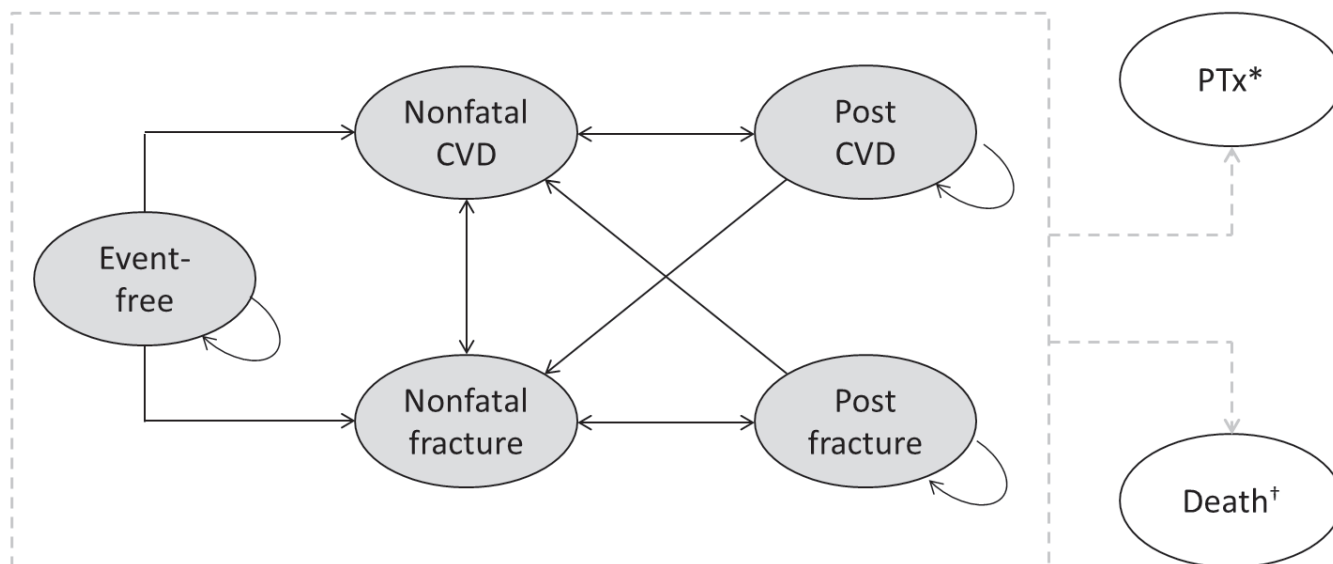 Nonfatal
CVD
Post
CVD
PTx*
Event-
free
Nonfatal
fracture
Post
fracture
Death†